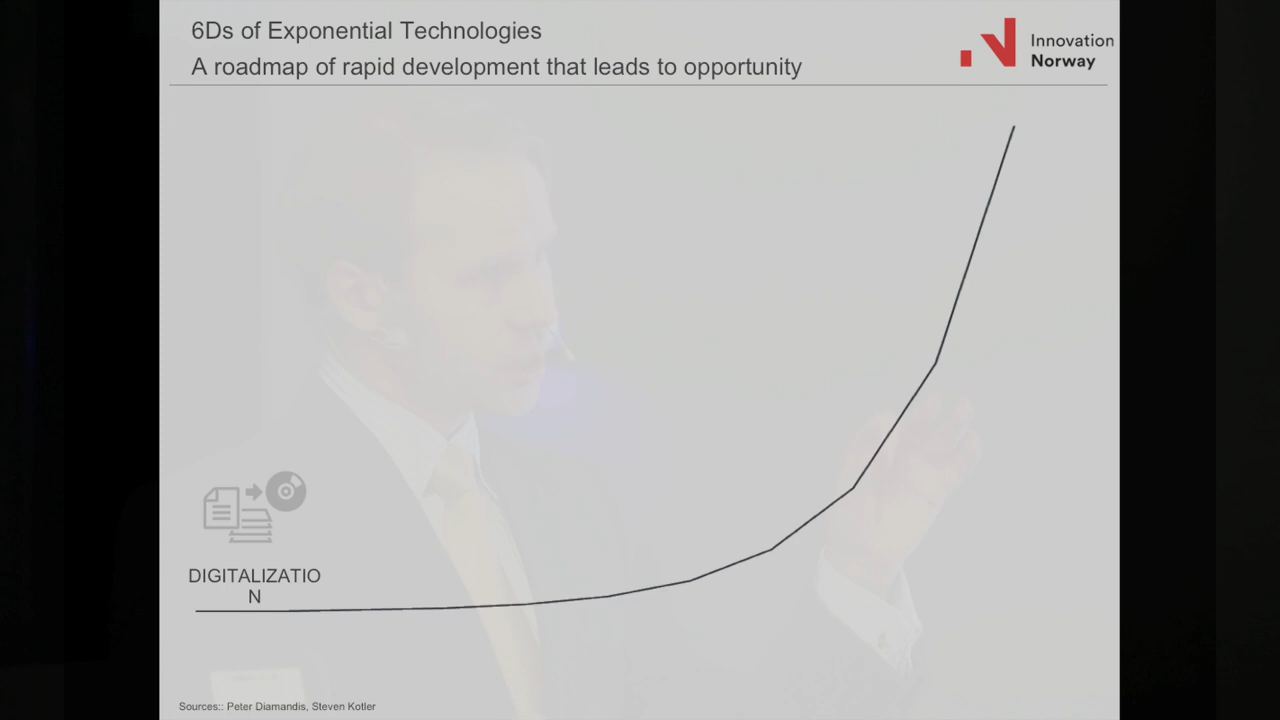 6Ds of Exponential Technologies
A roadmap of rapid development that leads to opportunity
Innovation
Norway
DIGITALIZATIO
N
Sources:: Peter Diamandis, Steven Kotler